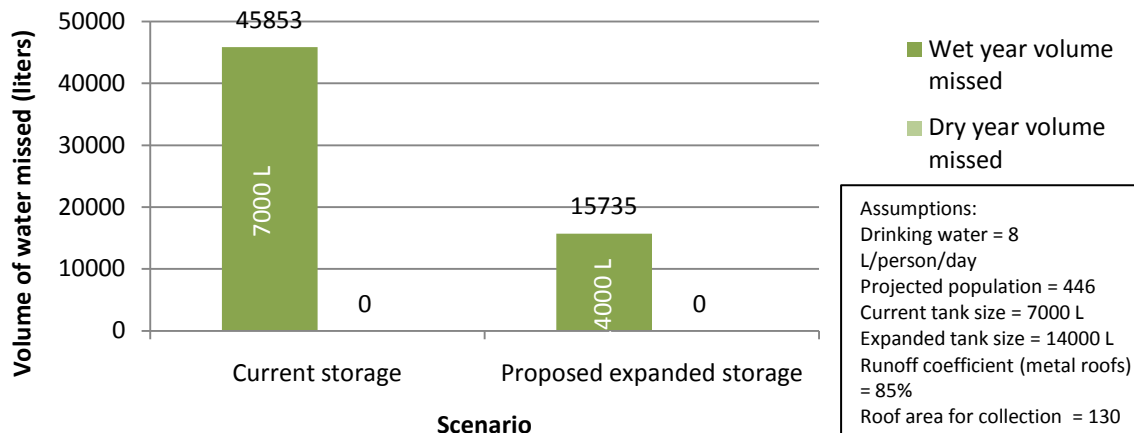 Volume of water missed (liters)
50000
40000
30000
20000
10000
0
45853
7000 L
0
15735
4000 L
0
Current storage
Proposed expanded storage
Scenario
Wet year volume
missed
Dry year volume
missed
Assumptions:
Drinking water = 8
L/person/day
Projected population = 446
Current tank size = 7000 L
Expanded tank size = 14000 L
Runoff coefficient (metal roofs)
= 85%
Roof area for collection = 130